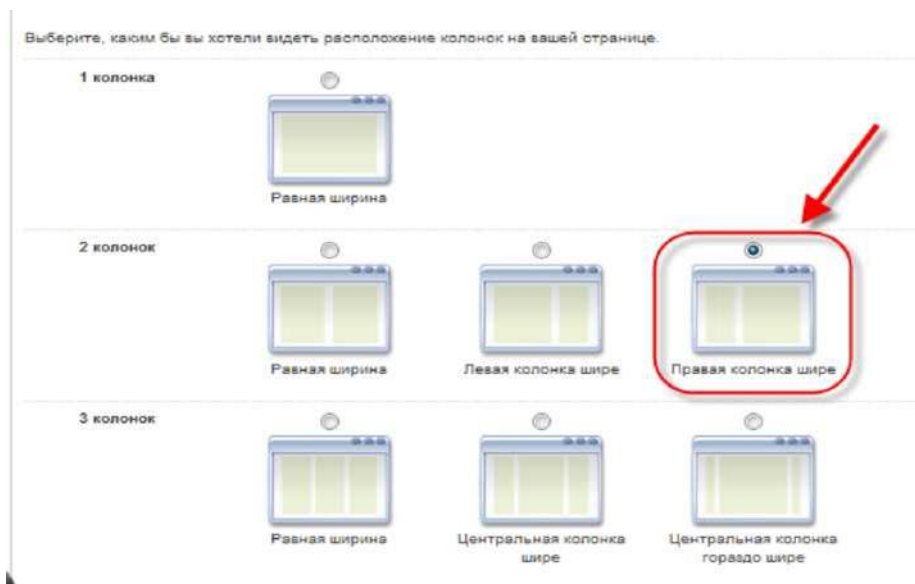 Выберите, каким бы вы хотели видеть расположение колонок на вашей странице.
1 колонка
Равная ширина
2 колонок
Равная ширина
Левая колонка шире
Правая колонка шире
3 колонок
Равная ширина
Центральная колонка
шире
Центральная колонка
гораздо шире